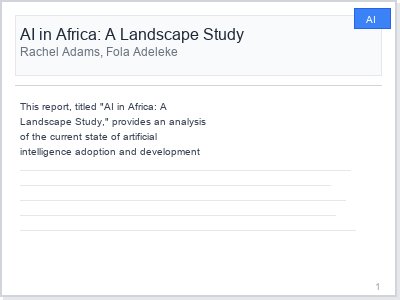 AI
AI in Africa: A Landscape Study
Rachel Adams, Fola Adeleke
This report, titled "AI in Africa: A
Landscape Study," provides an analysis
of the current state of artificial
intelligence adoption and development
1